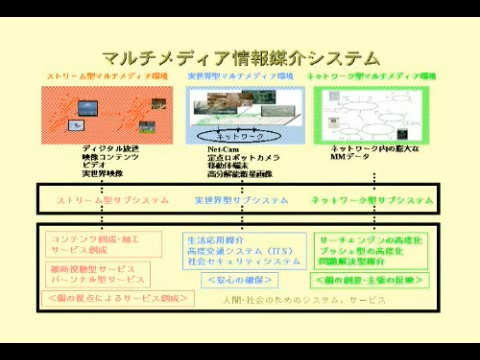 マルチメディア情報媒介システム
ストリーム型マルチメディア環境
実世界型マルチメディア環境
ネットワーク型マルチメディア環境
ネットワーク
ディジタル放送
映像コンテンツ
ビデオ
実世界映像
Net-Cam
定点ロボットカメラ
移動体端末
高分解能衛星画像
ネットワーク内の膨大な
MMデータ
ストリーム型サブシステム
実世界型サブシステム
ネットワーク型サブシステム
コンテンツ創成・加工
サービス創成
横断視聴型サービス
パーソナル型サービス
<個の視点によるサービス創成>
生活応用媒介
高度交通システム（ITS）
社会セキュリティシステム
<安心の確保>
サーチエンジンの高度化
プッシュ型の高度化
問題解決型媒介
<個の創意・主張の反映>
人間・社会のためのシステム，サービス